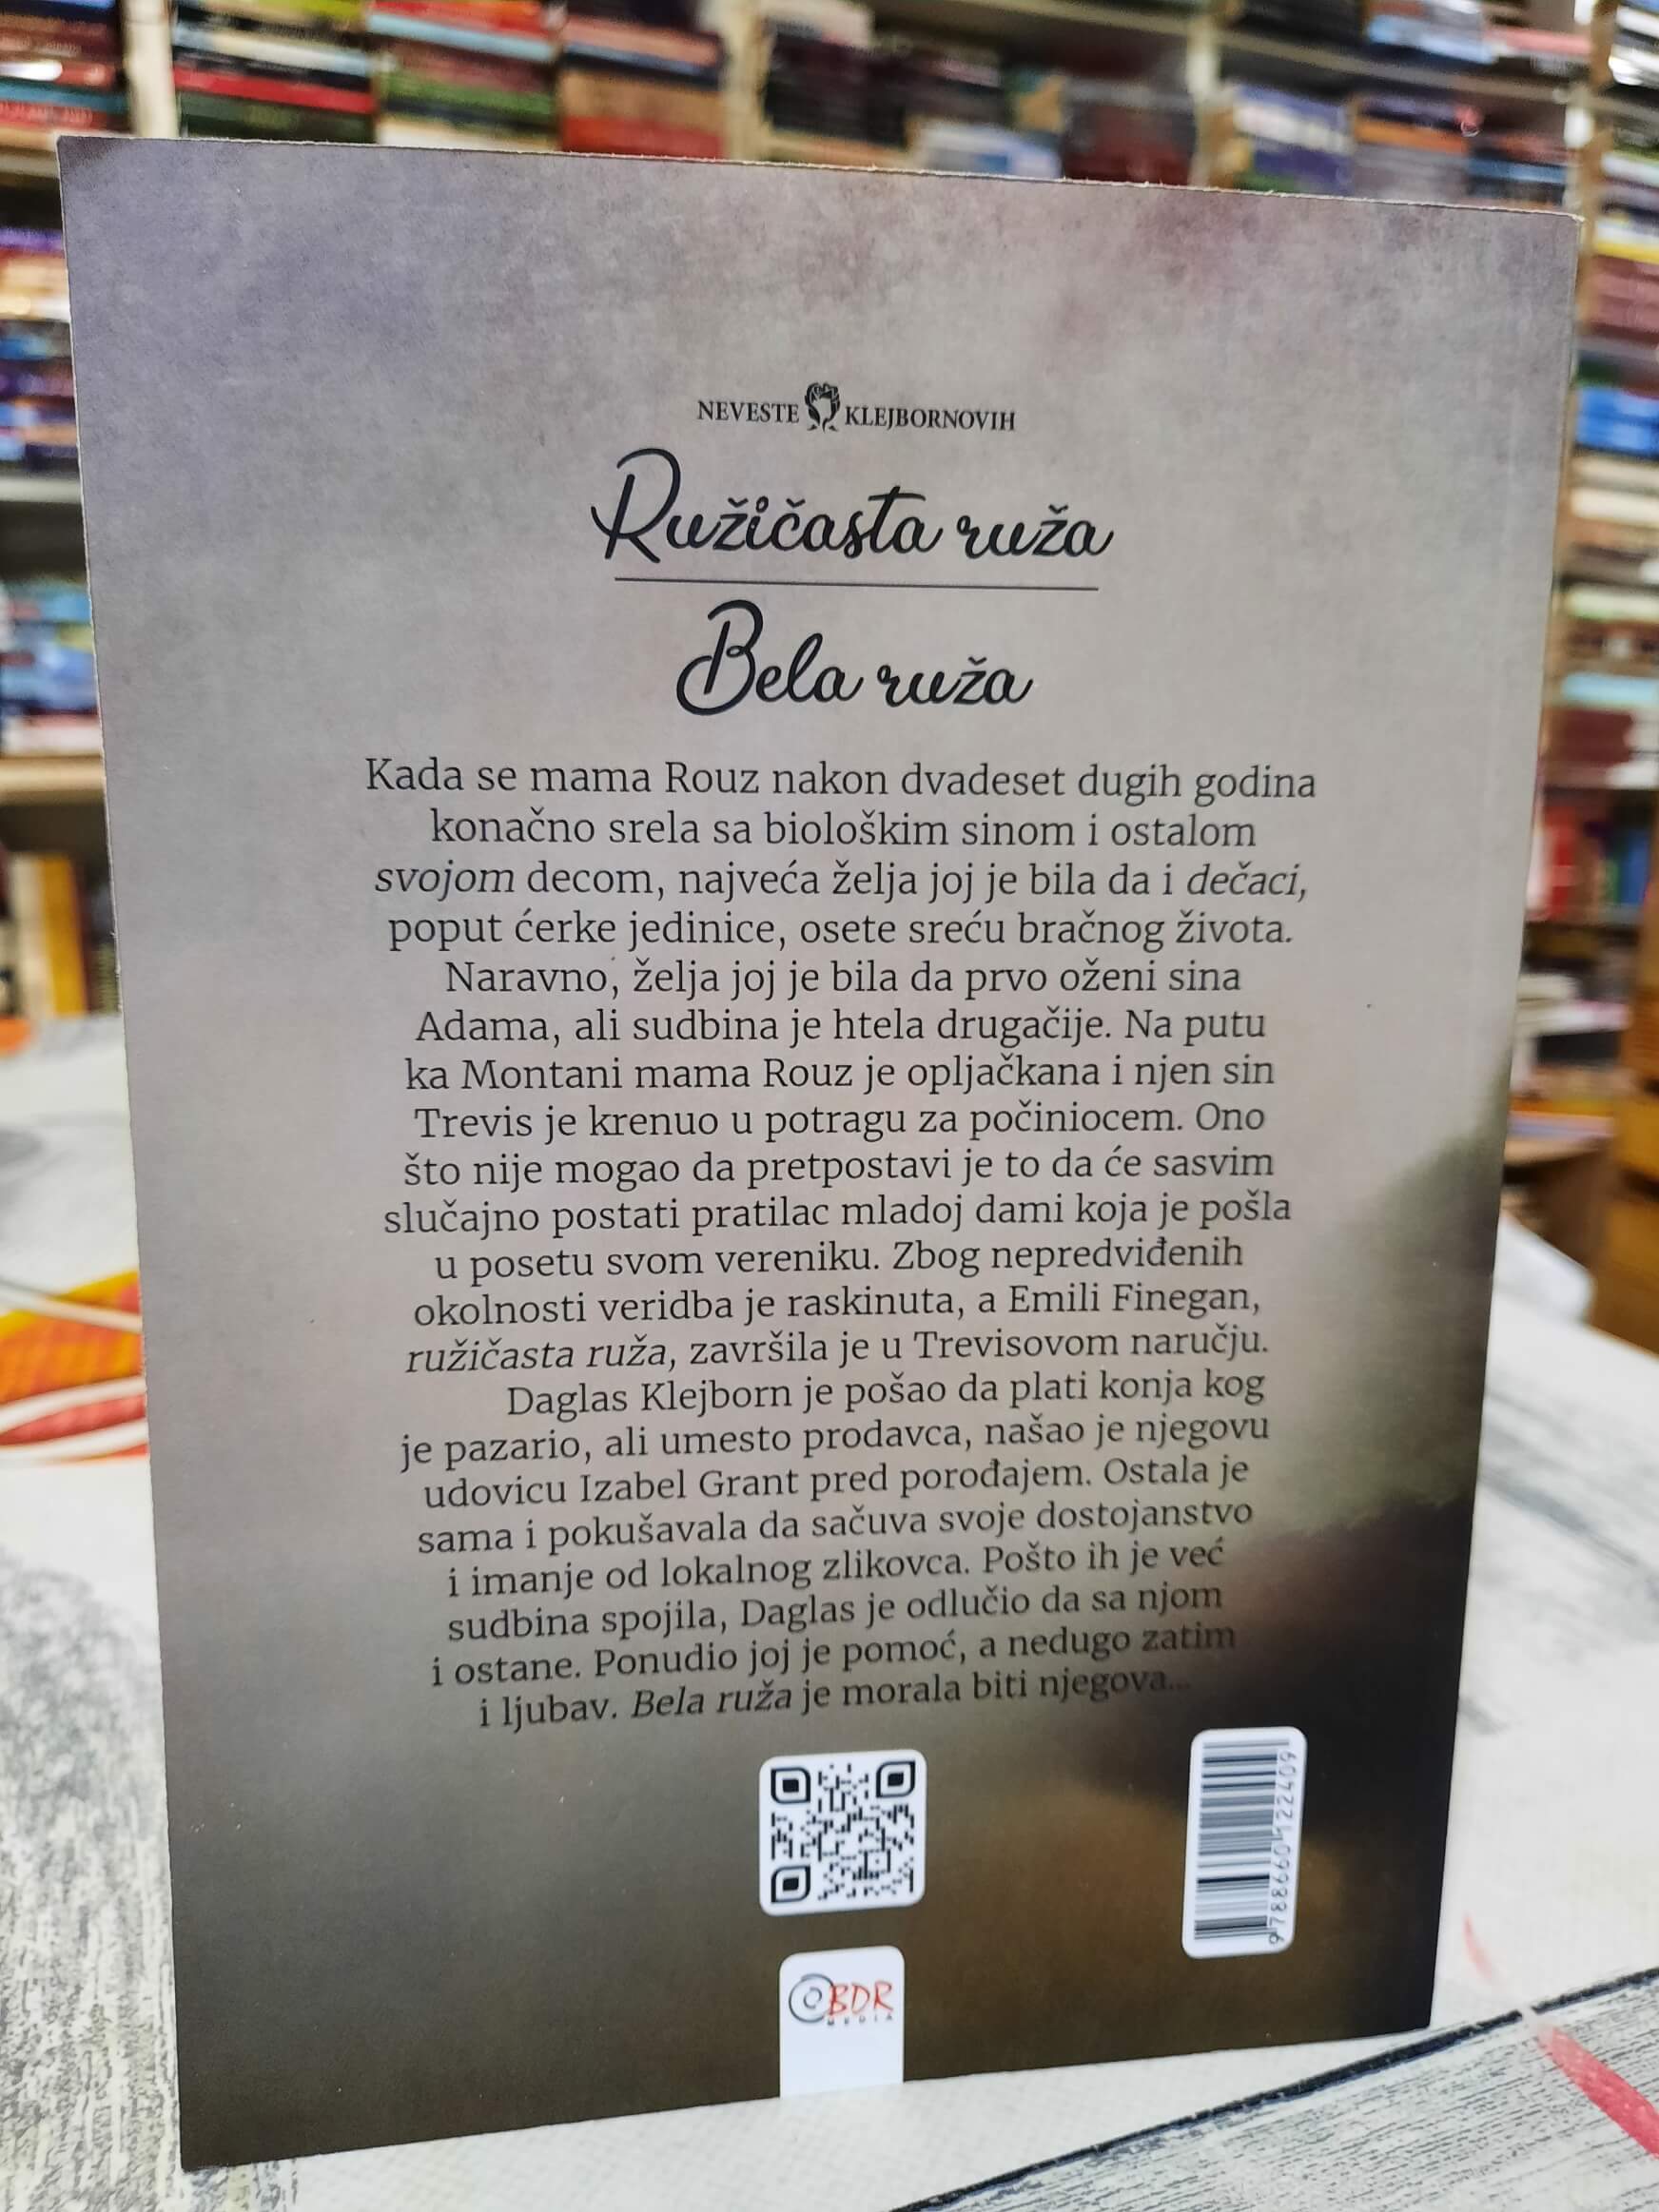 NEVESTE KLEJBORNOVIH
Ružičasta ruža
Bela ruža
Kada se mama Rouz nakon dvadeset dugih godina
konačno srela sa biološkim sinom i ostalom
svojom decom, najveća želja joj je bila da i dečaci,
poput ćerke jedinice, osete sreću bračnog života.
Naravno, želja joj je bila da prvo oženi sina
Adama, ali sudbina je htela drugačije. Na putu
ka Montani mama Rouz je opljačkana i njen sin
Trevis je krenuo u potragu za počiniocem. Ono
što nije mogao da pretpostavi je to da će sasvim
slučajno postati pratilac mladoj dami koja je pošla
u posetu svom vereniku. Zbog nepredviđenih
okolnosti veridba je raskinuta, a Emili Finegan,
ružičasta ruža, završila je u Trevisovom naručju.
Daglas Klejborn je pošao da plati konja kog
je pazario, ali umesto prodavca, našao je njegovu
udovicu Izabel Grant pred porođajem. Ostala je
sama i pokušavala da sačuva svoje dostojanstvo
i imanje od lokalnog zlikovca. Pošto ih je već
sudbina spojila, Daglas je odlučio da sa njom
i ostane. Ponudio joj je pomoć, a nedugo zatim
i ljubav. Bela ruža je morala biti njegova...
9788660122409
BDR
MEDIA